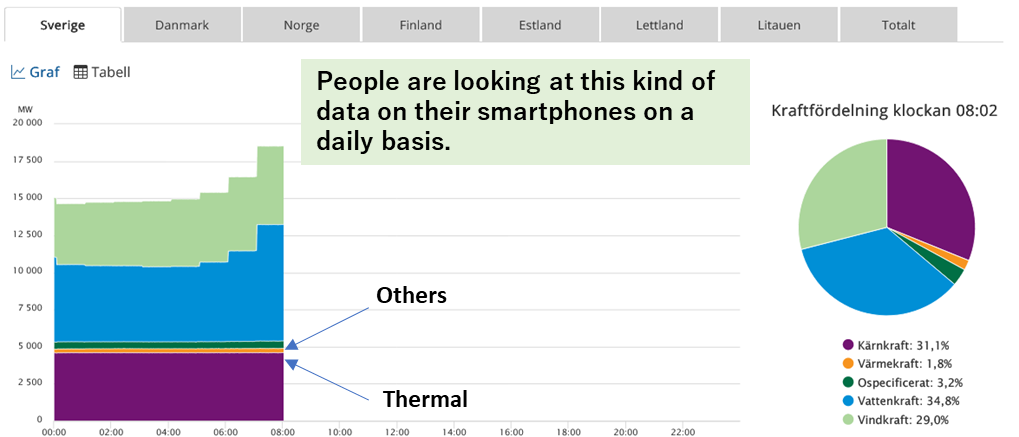 Sverige
Danmark
Norge
Finland
Estland
Lettland
Litauen
Totalt
Graf
Tabell
People are looking at this kind of
data on their smartphones on a
daily basis.
Kraftfördelning klockan 08:02
MW
20 000
17 500
15 000
12 500
10 000
7 500
5 000
2 500
0
00:00
02:00
04:00
06:00
08:00
10:00
12:00
14:00
16:00
18:00
20:00
22:00
Others
Thermal
Kärnkraft: 31,1%
Värmekraft: 1,8%
Ospecificerat: 3,2%
Vattenkraft: 34,8%
Vindkraft: 29,0%